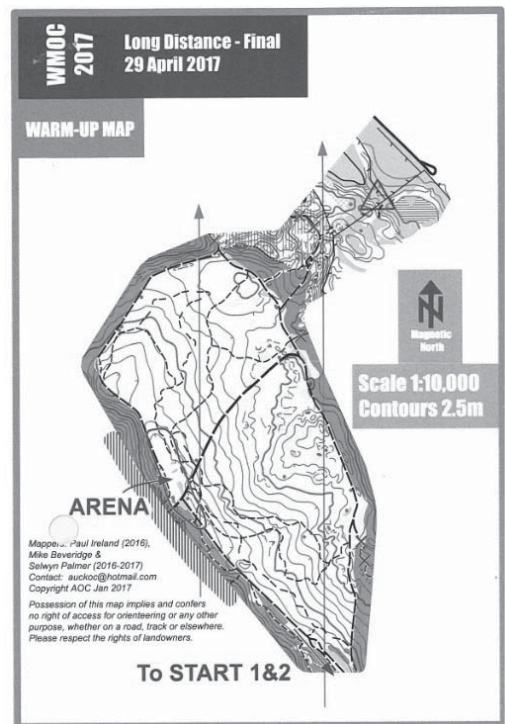 WMOC
2017
Long Distance - Final
29 April 2017
WARM-UP MAP
Magnetic
North
Scale 1:10,000
Contours 2.5m
ARENA
Mappers: Paul Ireland (2016),
Mike Beveridge &
Selwyn Palmer (2016-2017)
Contact: auckoc@hotmail.com
Copyright AOC Jan 2017
Possession of this map implies and confers
no right of access for orienteering or any other
purpose, whether on a road, track or elsewhere.
Please respect the rights of landowners.
To START 1&2